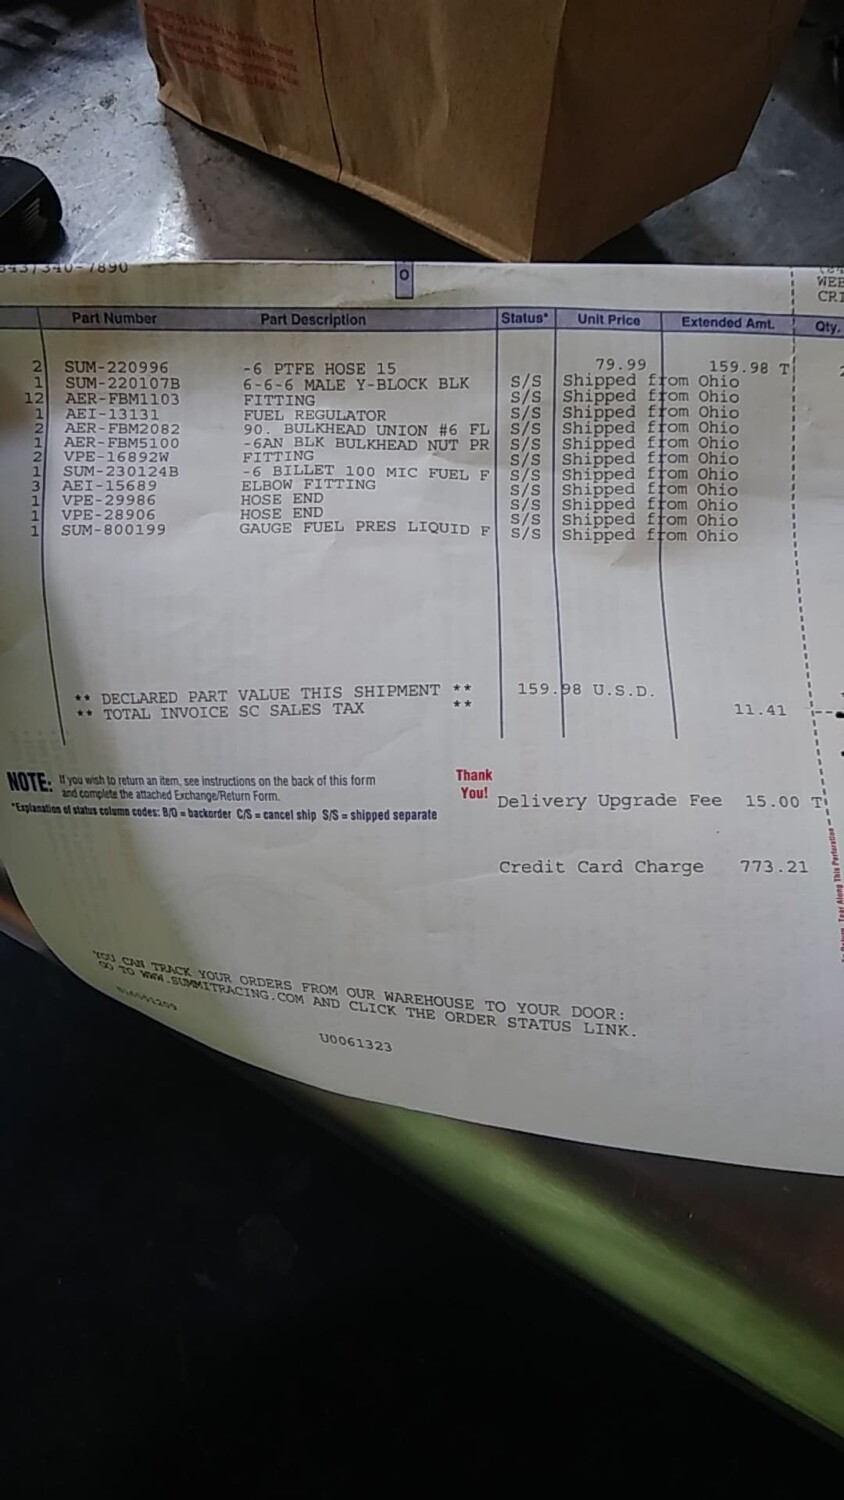 343)340-7890
O
WEB
Part Number Part Description Status* Unit Price Extended Amt. Qty.
2 SUM-220996 -6 PTFE HOSE 15 79.99 159.98 T
1 SUM-220107B 6-6-6 MALE Y-BLOCK BLK S/S Shipped from Ohio
12 AER-FBM1103 FITTING S/S Shipped from Ohio
1 AEI-13131 FUEL REGULATOR S/S Shipped from Ohio
2 AER-FBM2082 90. BULKHEAD UNION #6 FL S/S Shipped from Ohio
1 AER-FBM5100 -6AN BLK BULKHEAD NUT PR S/S Shipped from Ohio
2 VPE-16892W FITTING S/S Shipped from Ohio
1 SUM-230124B -6 BILLET 100 MIC FUEL F S/S Shipped from Ohio
3 AEI-15689 ELBOW FITTING S/S Shipped from Ohio
1 VPE-29986 HOSE END S/S Shipped from Ohio
1 VPE-28906 HOSE END S/S Shipped from Ohio
1 SUM-800199 GAUGE FUEL PRES LIQUID F S/S Shipped from Ohio
** DECLARED PART VALUE THIS SHIPMENT ** 159.98 U.S.D.
** TOTAL INVOICE SC SALES TAX ** 11.41
NOTE: If you wish to return an item, see instructions on the back of this form
and complete the attached Exchange/Return Form.
*Explanation of status column codes: B/O = backorder C/S = cancel ship S/S = shipped separate
Thank
You!
Delivery Upgrade Fee 15.00 T
Credit Card Charge 773.21
Tear Along This Perforation
YOU CAN TRACK YOUR ORDERS FROM OUR WAREHOUSE TO YOUR DOOR:
GO TO WWW.SUMMITRACING.COM AND CLICK THE ORDER STATUS LINK.
U0061323